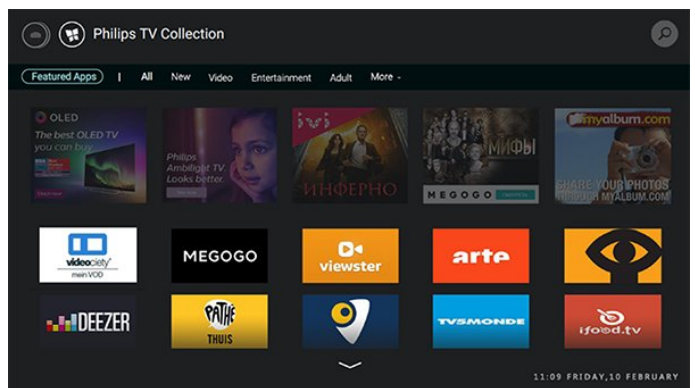 Philips TV Collection
Featured Apps | All New Video Entertainment Adult More
OLED
The best OLED TV
you can buy
Philips
Ambilight TV.
Looks better.
ИНФЕРНО
МИФЫ
MEGOGO
myalbum.com
SHARE YOUR PHOTOS
THROUGH MYALBUM.COM
videociety
mein VOD
MEGOGO
viewster
arte
DEEZER
PATHÉ
THUIS
TV5MONDE
ifood.tv
11:09 FRIDAY,10 FEBRUARY